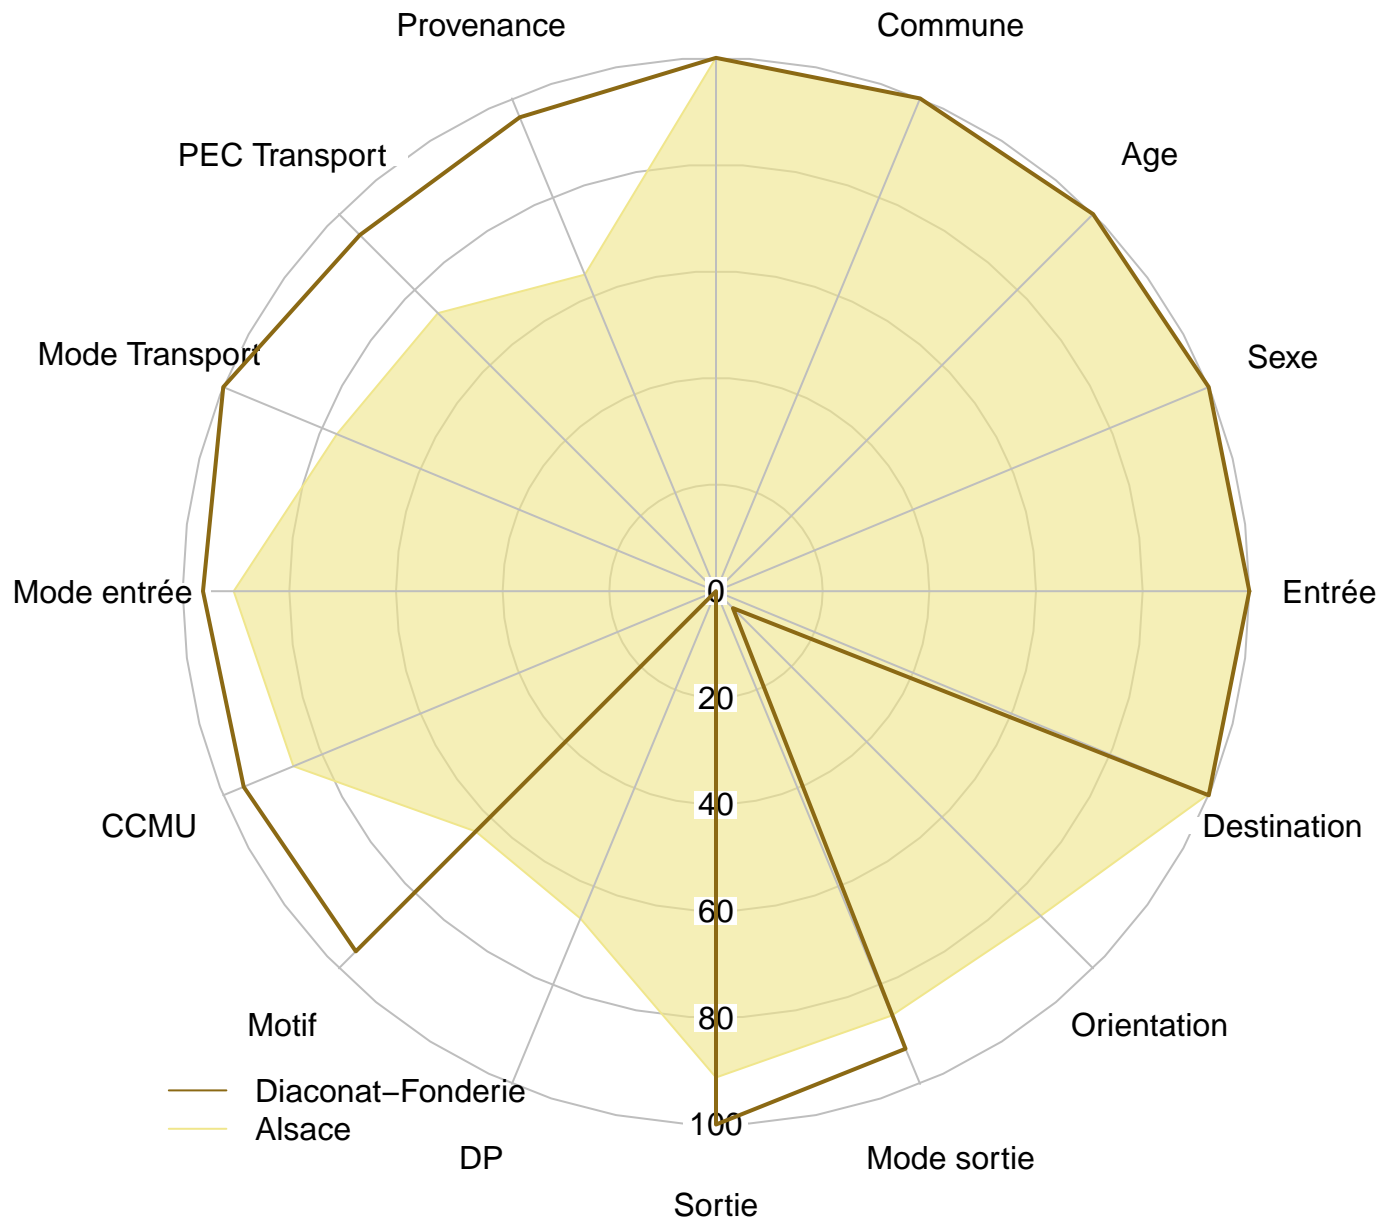 Provenance
Commune
PEC Transport
Age
Mode Transport
Sexe
Mode entrée
0
Entrée
20
40
CCMU
Destination
60
80
Motif
Orientation
Diaconat–Fonderie
Alsace
100
DP
Mode sortie
Sortie